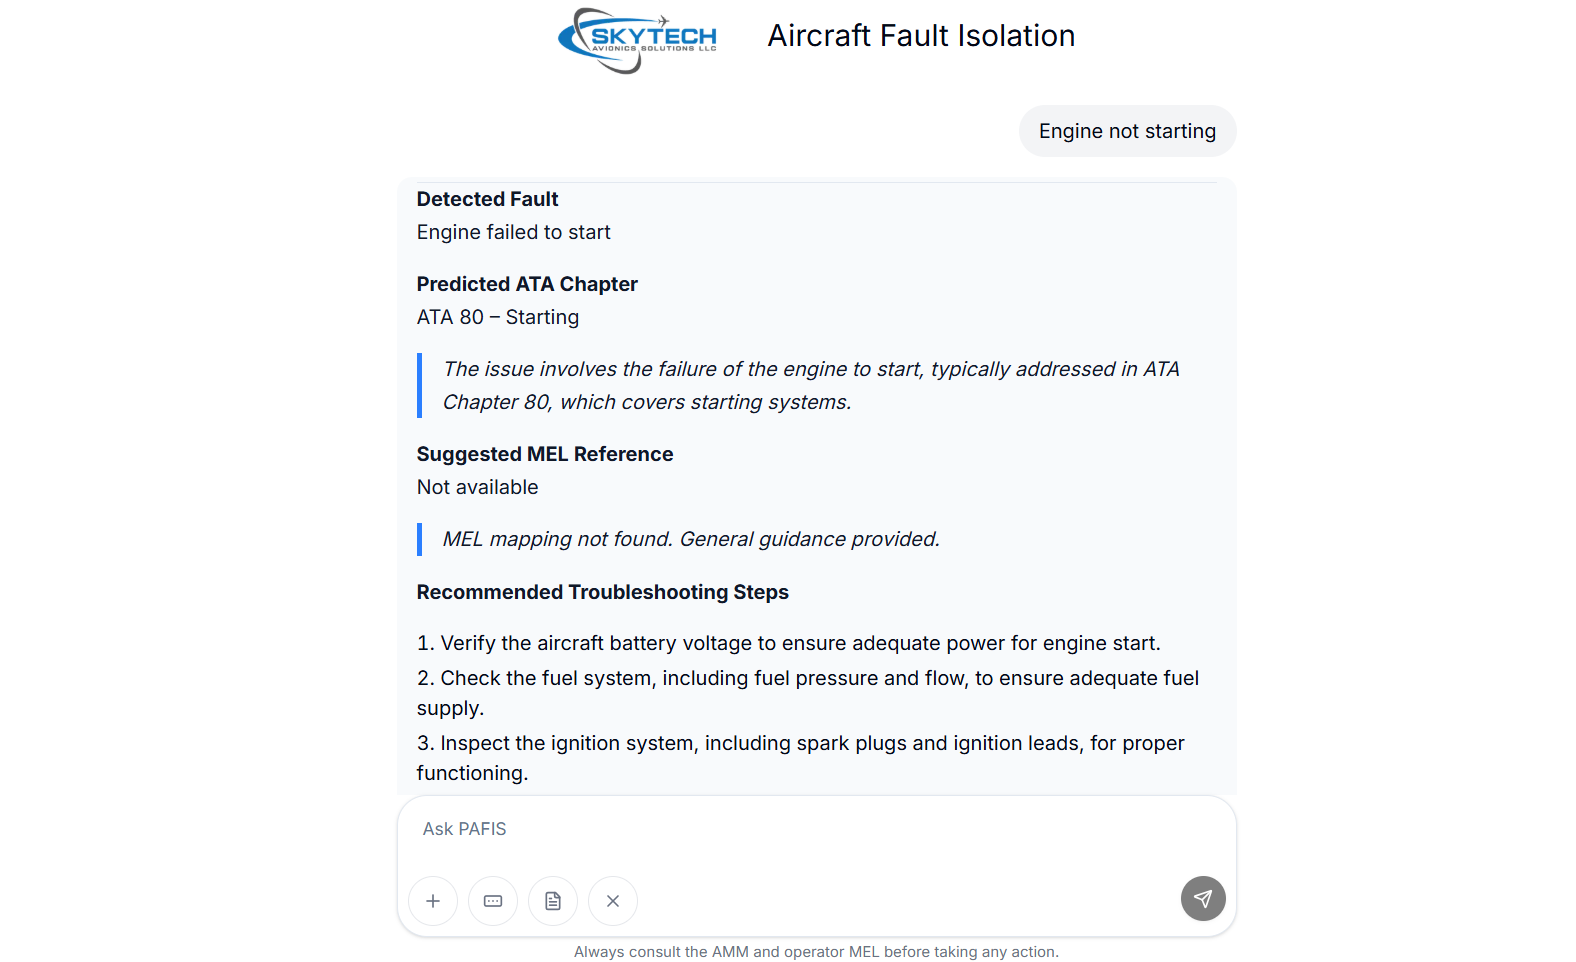 SKYTECH
AVIONICS SOLUTIONS LLC
Aircraft Fault Isolation
Engine not starting
Detected Fault
Engine failed to start
Predicted ATA Chapter
ATA 80 – Starting
The issue involves the failure of the engine to start, typically addressed in ATA
Chapter 80, which covers starting systems.
Suggested MEL Reference
Not available
MEL mapping not found. General guidance provided.
Recommended Troubleshooting Steps
1. Verify the aircraft battery voltage to ensure adequate power for engine start.
2. Check the fuel system, including fuel pressure and flow, to ensure adequate fuel
supply.
3. Inspect the ignition system, including spark plugs and ignition leads, for proper
functioning.
Ask PAFIS
Always consult the AMM and operator MEL before taking any action.